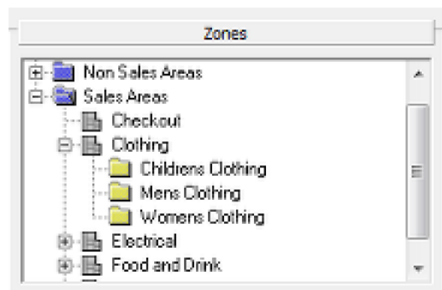 Zones
Non Sales Areas
Sales Areas
Checkout
Clothing
Childrens Clothing
Mens Clothing
Womens Clothing
Electrical
Food and Drink